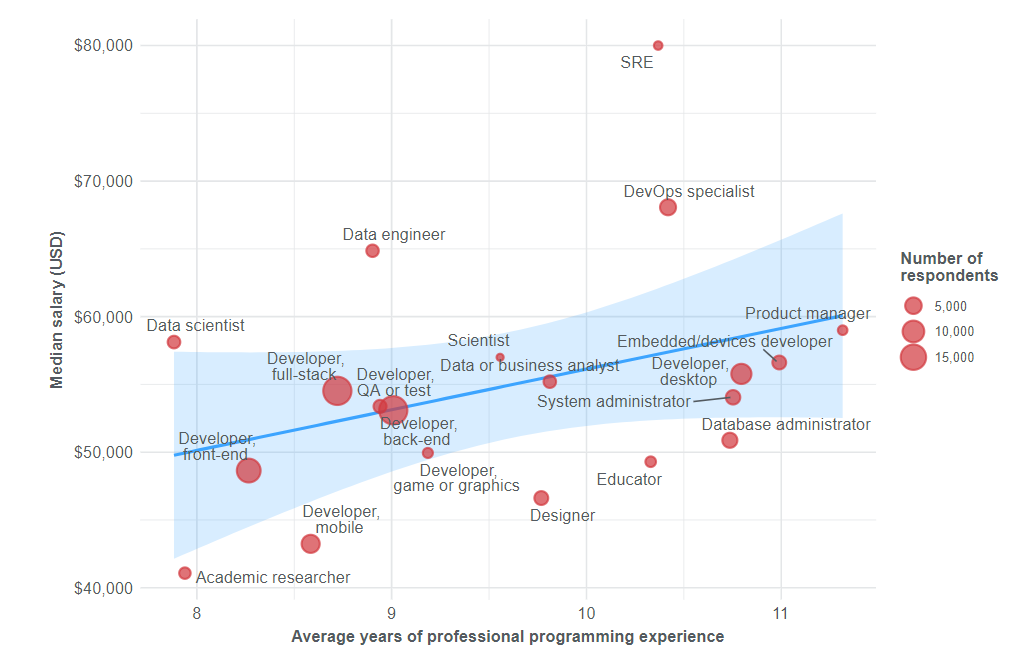 $80,000
SRE
$70,000
DevOps specialist
Data engineer
Number of
respondents
5,000
10,000
15,000
Median salary (USD)
$60,000
Product manager
Data scientist
Scientist
Embedded/devices developer
Developer,
full-stack
Data or business analyst
Developer,
desktop
Developer,
QA or test
System administrator
Developer,
back-end
Database administrator
Developer,
front-end
$50,000
Developer,
game or graphics
Educator
Designer
Developer,
mobile
Academic researcher
$40,000
8
9
10
11
Average years of professional programming experience